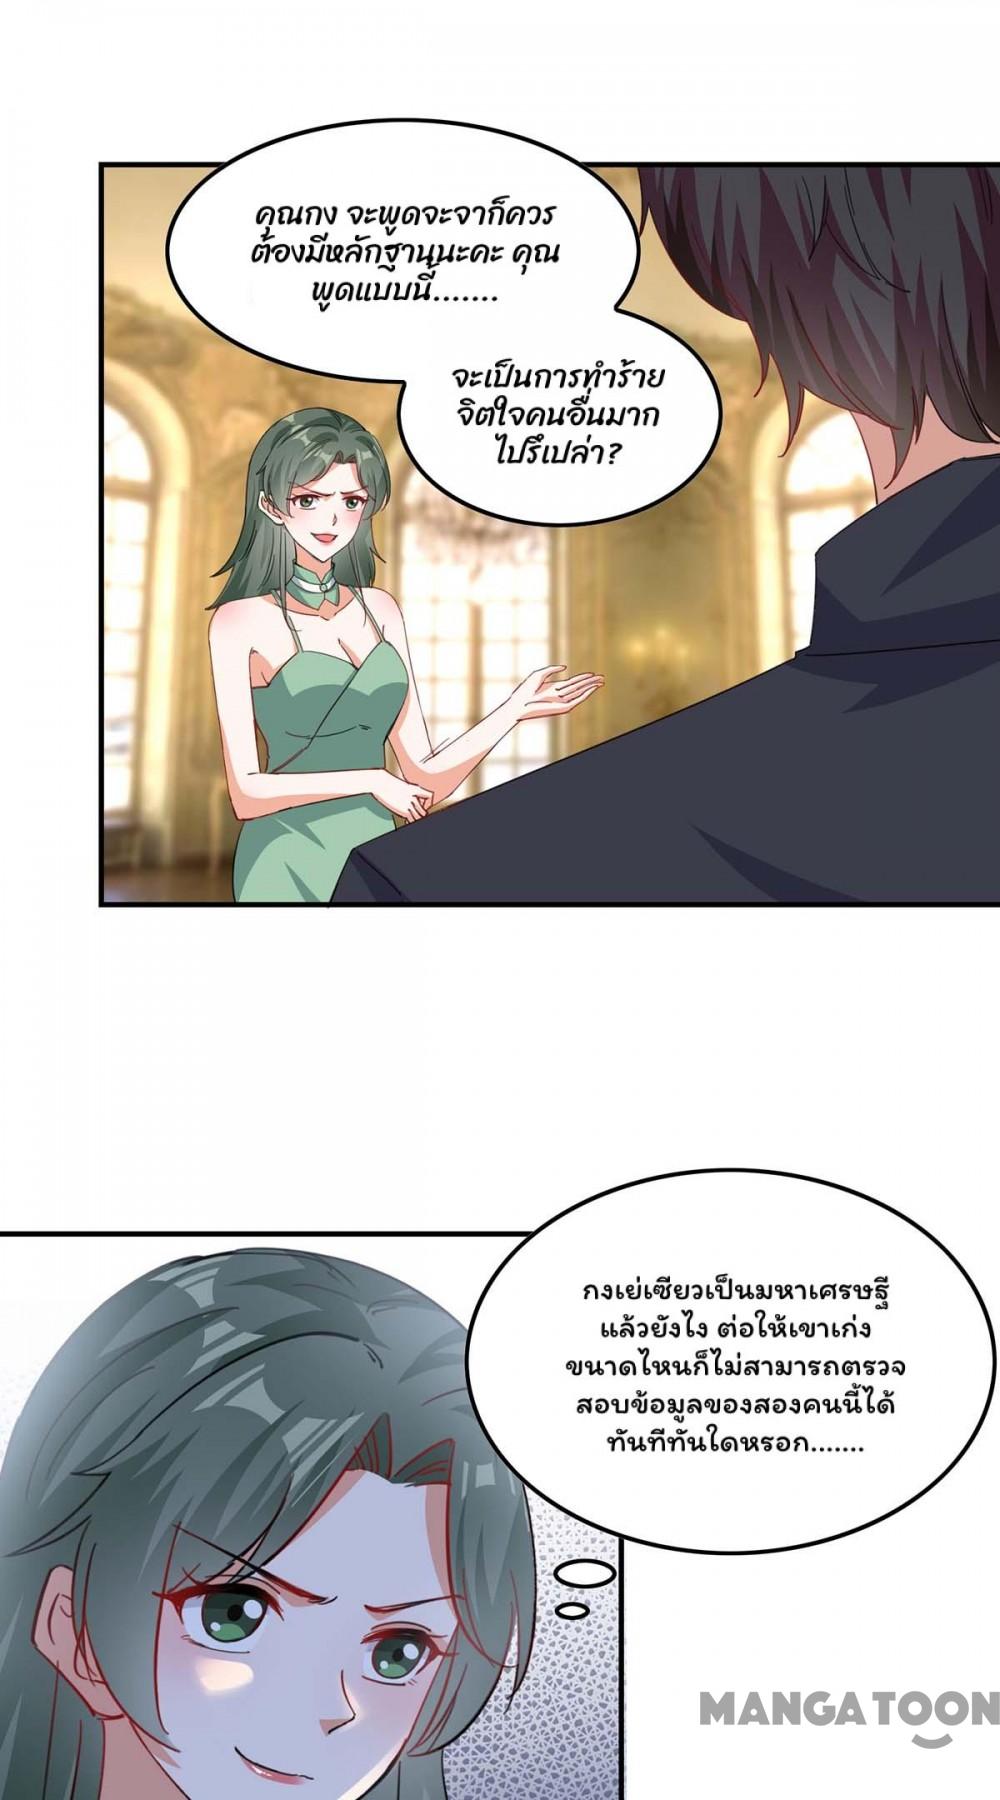 คุณกง จะพูดจะจาก็ควร
ต้องมีหลักฐานนะคะ คุณ
พูดแบบนี้.......
จะเป็นการทำร้าย
จิตใจคนอื่นมาก
ไปรึเปล่า?
กงเย่เซียวเป็นมหาเศรษฐี
แล้วยังไง ต่อให้เขาเก่ง
ขนาดไหนก็ไม่สามารถตรวจ
สอบข้อมูลของสองคนนี้ได้
ทันทีทันใดหรอก.......
MANGATOON